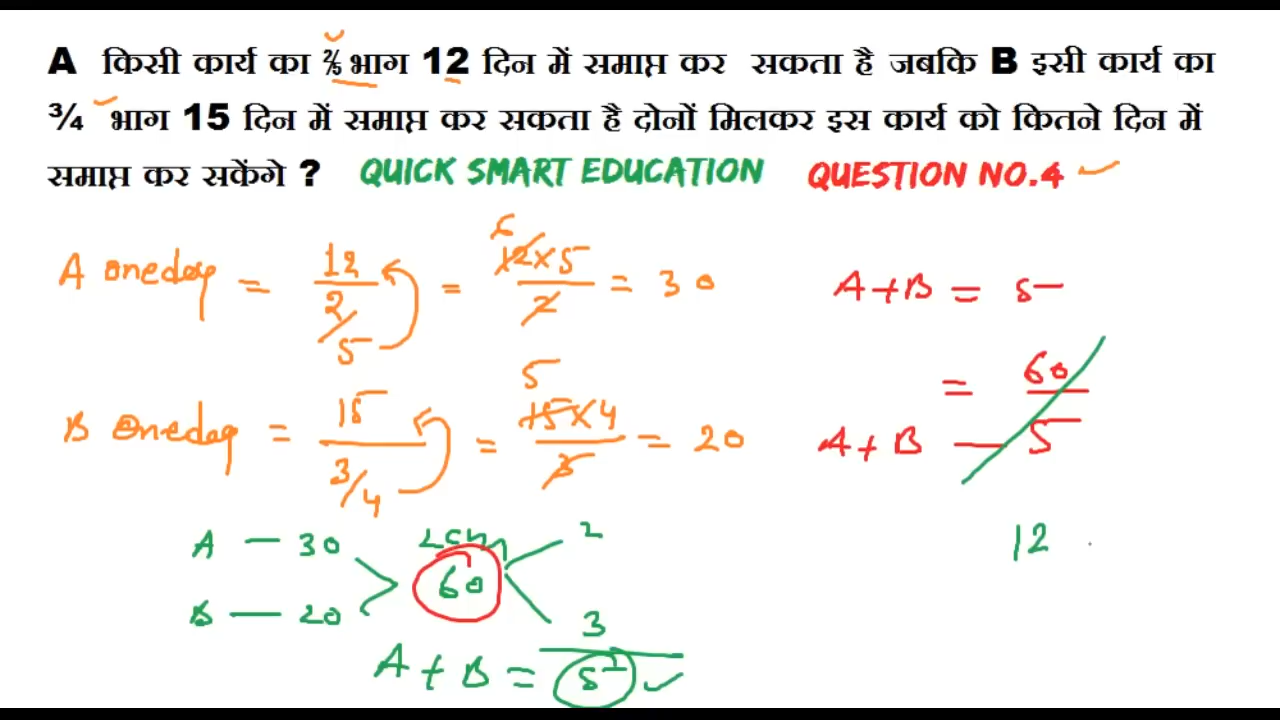 A किसी कार्य का ⅖ भाग 12 दिन में समाप्त कर सकता है जबकि B इसी कार्य का
¾ भाग 15 दिन में समाप्त कर सकता है दोनों मिलकर इस कार्य को कितने दिन में
समाप्त कर सकेंगे ? QUICK SMART EDUCATION QUESTION NO.4
A oneday = 12 / 2/5 = 12×5 / 2 = 30
6
B oneday = 15 / 3/4 = 15×4 / 3 = 20
5
A — 30
B — 20
LCM
60
2
3
A + B = 5
A+B = 5
= 60
A+B — 5
12